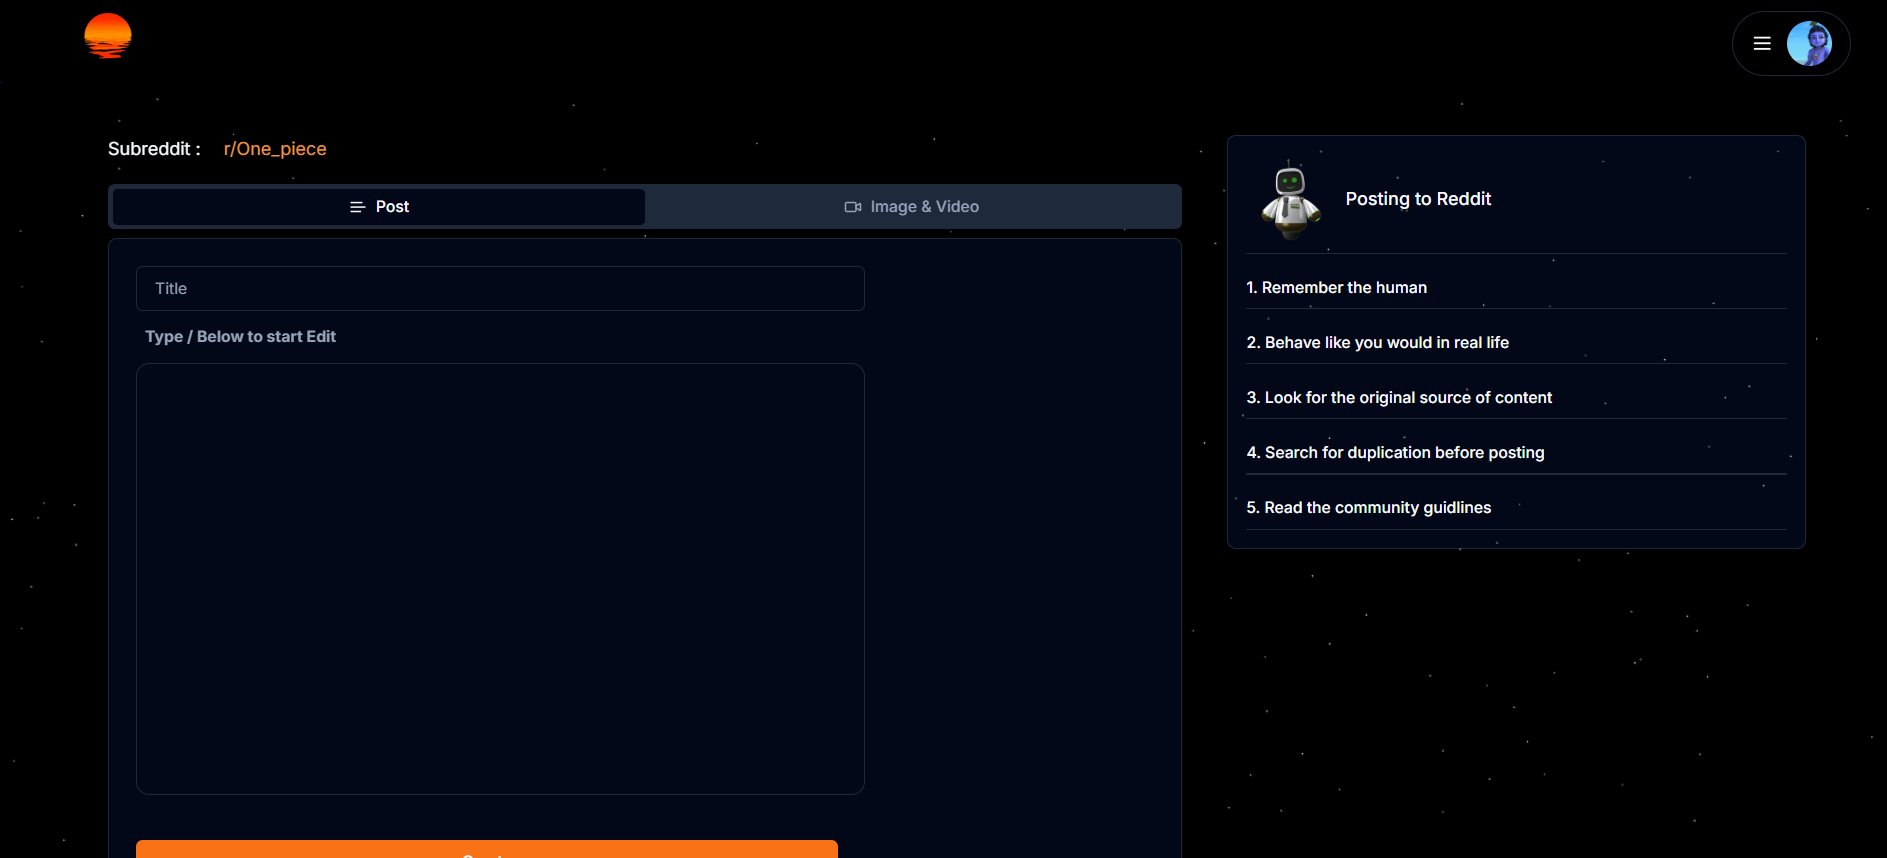 Subreddit : r/One_piece
Post
Image & Video
Title
Type / Below to start Edit
Posting to Reddit
1. Remember the human
2. Behave like you would in real life
3. Look for the original source of content
4. Search for duplication before posting
5. Read the community guidlines